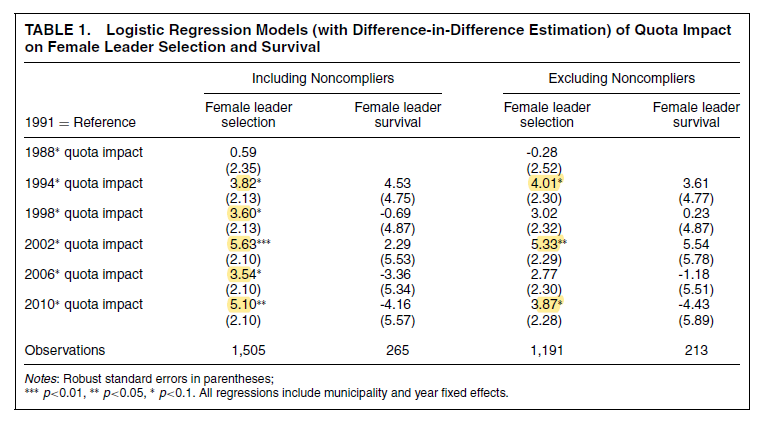 TABLE 1. Logistic Regression Models (with Difference-in-Difference Estimation) of Quota Impact
on Female Leader Selection and Survival
Including Noncompliers Excluding Noncompliers
Female leader Female leader Female leader Female leader
1991 = Reference selection survival selection survival
1988* quota impact 0.59 -0.28
(2.35) (2.52)
1994* quota impact 3.82* 4.53 4.01* 3.61
(2.13) (4.75) (2.30) (4.77)
1998* quota impact 3.60* -0.69 3.02 0.23
(2.13) (4.87) (2.32) (4.87)
2002* quota impact 5.63*** 2.29 5.33** 5.54
(2.10) (5.53) (2.29) (5.78)
2006* quota impact 3.54* -3.36 2.77 -1.18
(2.10) (5.34) (2.30) (5.51)
2010* quota impact 5.10** -4.16 3.87* -4.43
(2.10) (5.57) (2.28) (5.89)
Observations 1,505 265 1,191 213
Notes: Robust standard errors in parentheses;
*** p<0.01, ** p<0.05, * p<0.1. All regressions include municipality and year fixed effects.